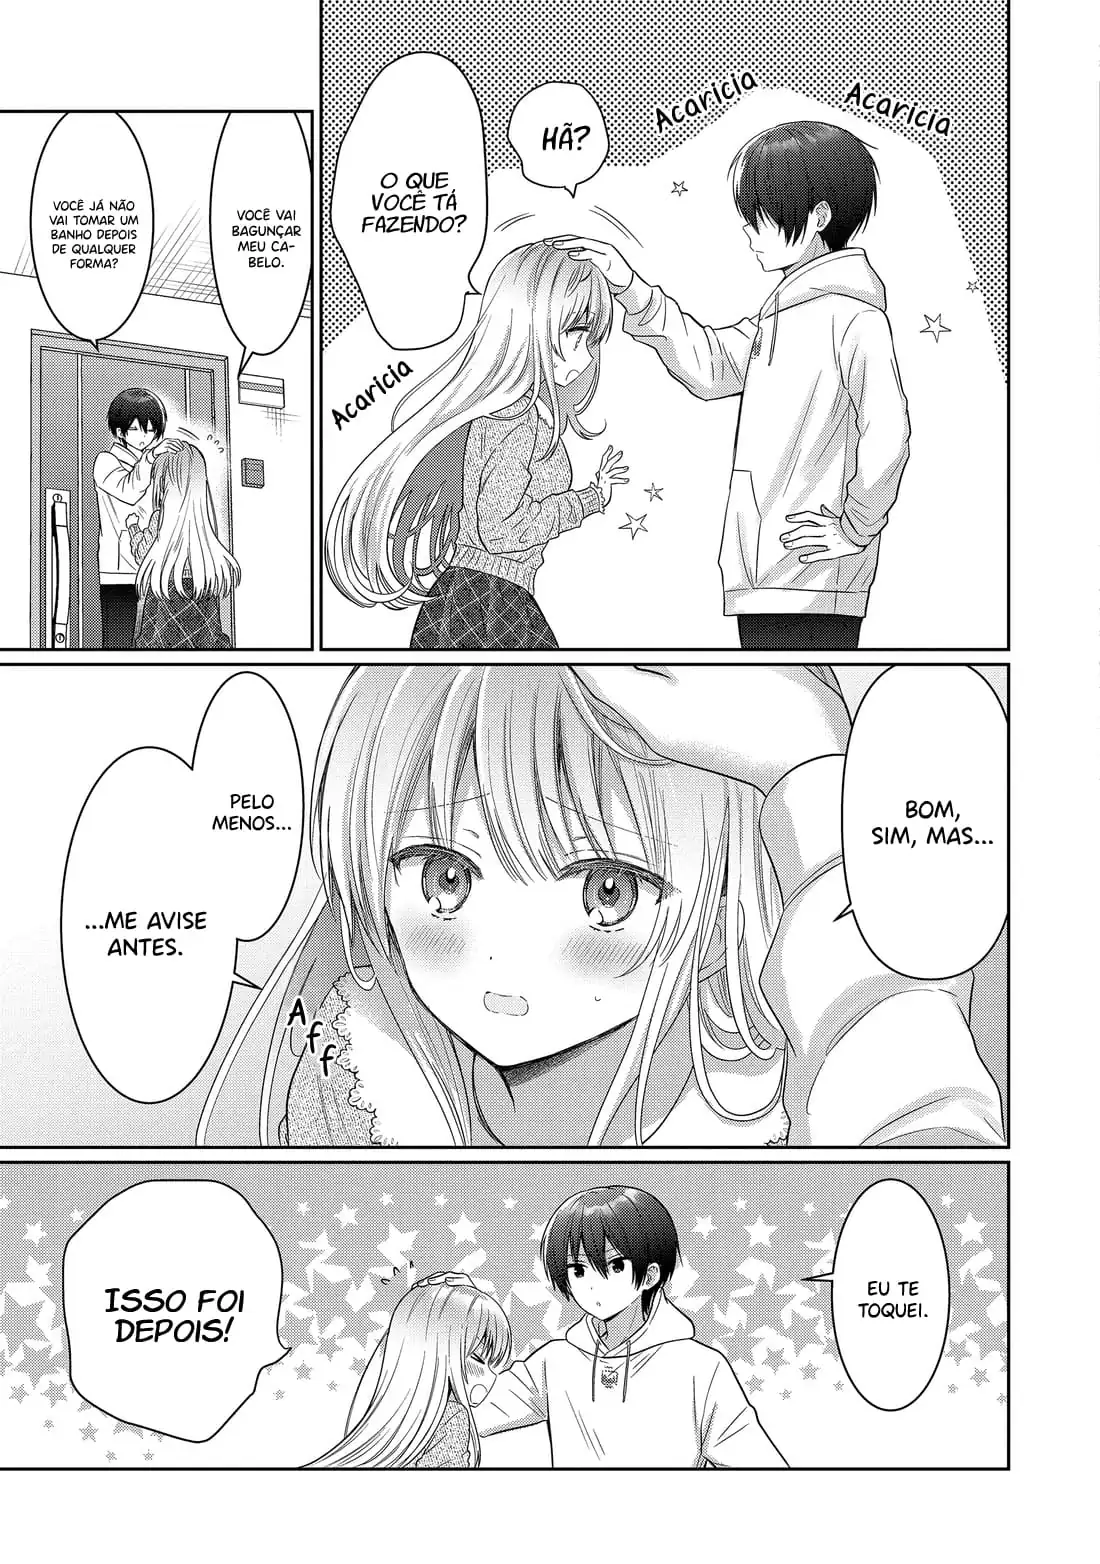 Acaricia
Acaricia
HÃ?
O QUE
VOCÊ TÁ
FAZENDO?
Acaricia
VOCÊ VAI
BAGUNÇAR
MEU CA-
BELO.
VOCÊ JÁ NÃO
VAI TOMAR UM
BANHO DEPOIS
DE QUALQUER
FORMA?
BOM,
SIM, MAS...
PELO
MENOS...
...ME AVISE
ANTES.
Aff
EU TE
TOQUEI.
ISSO FOI
DEPOIS!